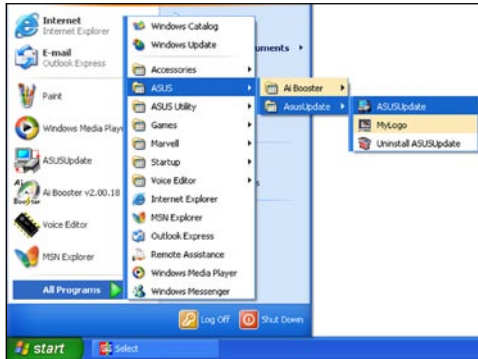 Internet
Internet Explorer
E-mail
Outlook Express
Paint
Windows Media Play
ASUSUpdate
Ai Booster v2.00.18
Voice Editor
MSN Explorer
All Programs
Windows Catalog
Windows Update
Accessories
ASUS
ASUS Utility
Games
Marvell
Startup
Voice Editor
Internet Explorer
MSN Explorer
Outlook Express
Remote Assistance
Windows Media Player
Windows Messenger
uments
s
Ai Booster
AsusUpdate
ASUSUpdate
MyLogo
Uninstall ASUSUpdate
Log Off
Shut Down
start
Select